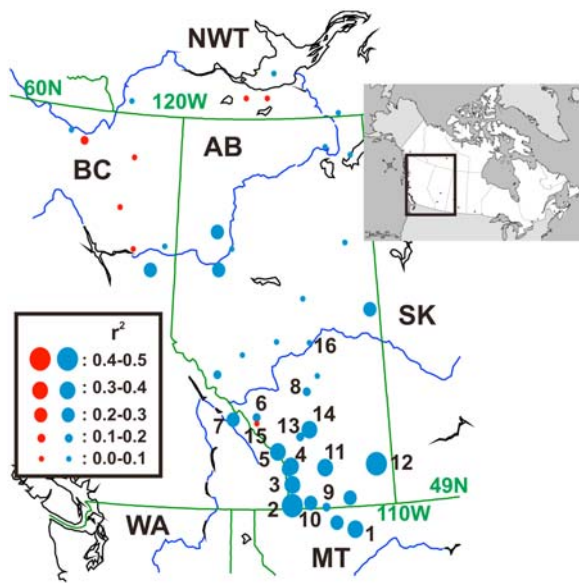 NWT
60N
120W
AB
BC
SK
r²
: 0.4-0.5
: 0.3-0.4
: 0.2-0.3
: 0.1-0.2
: 0.0-0.1
16
8
6
7
15
13
14
5
4
11
12
3
9
49N
2
10
110W
WA
MT
1